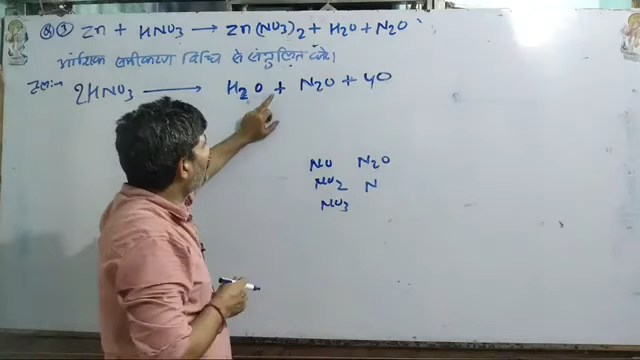 Q③ Zn + HNO3 → Zn(NO3)2 + H2O + N2O
आंशिक समीकरण विधि से संतुलित करो।
हल:- 2HNO3 → H2O + N2O + 4O
NO N2O
NO2 N
NO3